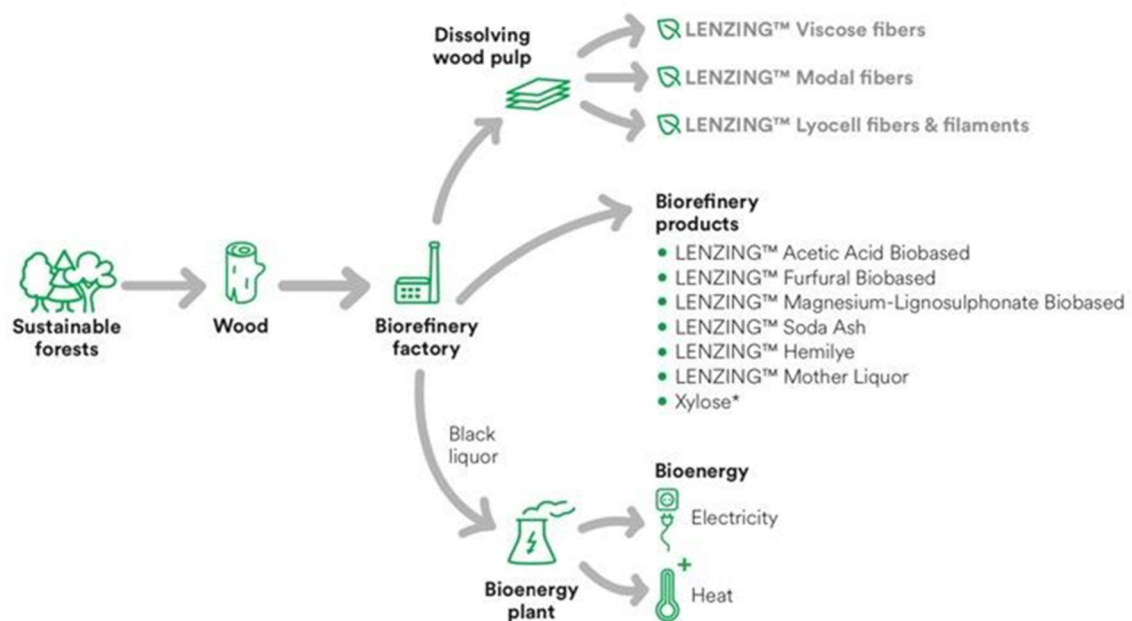 Dissolving
wood pulp
LENZING™ Viscose fibers
LENZING™ Modal fibers
LENZING™ Lyocell fibers & filaments
Sustainable
forests
Wood
Biorefinery
factory
Biorefinery
products
LENZING™ Acetic Acid Biobased
LENZING™ Furfural Biobased
LENZING™ Magnesium-Lignosulphonate Biobased
LENZING™ Soda Ash
LENZING™ Hemilye
LENZING™ Mother Liquor
Xylose*
Black
liquor
Bioenergy
plant
Bioenergy
Electricity
Heat